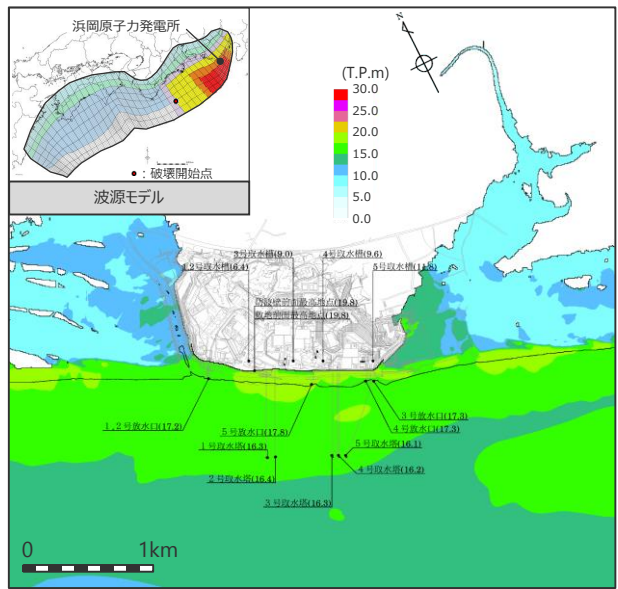 浜岡原子力発電所
●：破壊開始点
波源モデル
N
(T.P.m)
30.0
25.0
20.0
15.0
10.0
5.0
0.0
3号取水槽(9.0)
4号取水槽(9.6)
1,2号取水槽(6.4)
5号取水槽(11.8)
防波壁前面最高地点(19.8)
敷地前面最高地点(19.8)
1,2号放水口(17.2)
5号放水口(17.8)
3号放水口(17.3)
4号放水口(17.3)
1号取水塔(16.3)
5号取水塔(16.1)
2号取水塔(16.4)
4号取水塔(16.2)
3号取水塔(16.3)
0 1km